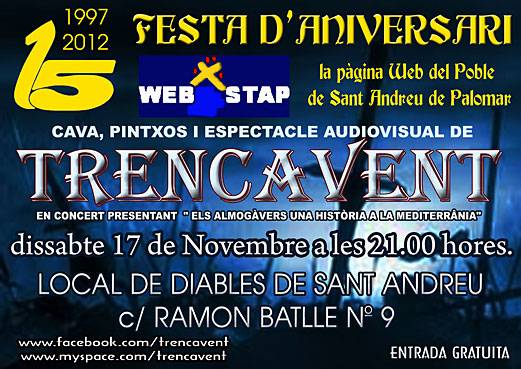 1997
2012
15
FESTA D'ANIVERSARI
WEB STAP
la pàgina Web del Poble
de Sant Andreu de Palomar
CAVA, PINTXOS I ESPECTACLE AUDIOVISUAL DE
TRENCAVENT
EN CONCERT PRESENTANT " ELS ALMOGÀVERS UNA HISTÒRIA A LA MEDITERRÂNIA"
dissabte 17 de Novembre a les 21.00 hores.
LOCAL DE DIABLES DE SANT ANDREU
c/ RAMON BATLLE Nº 9
www.facebook.com/trencavent
www.myspace.com/trencavent
ENTRADA GRATUITA